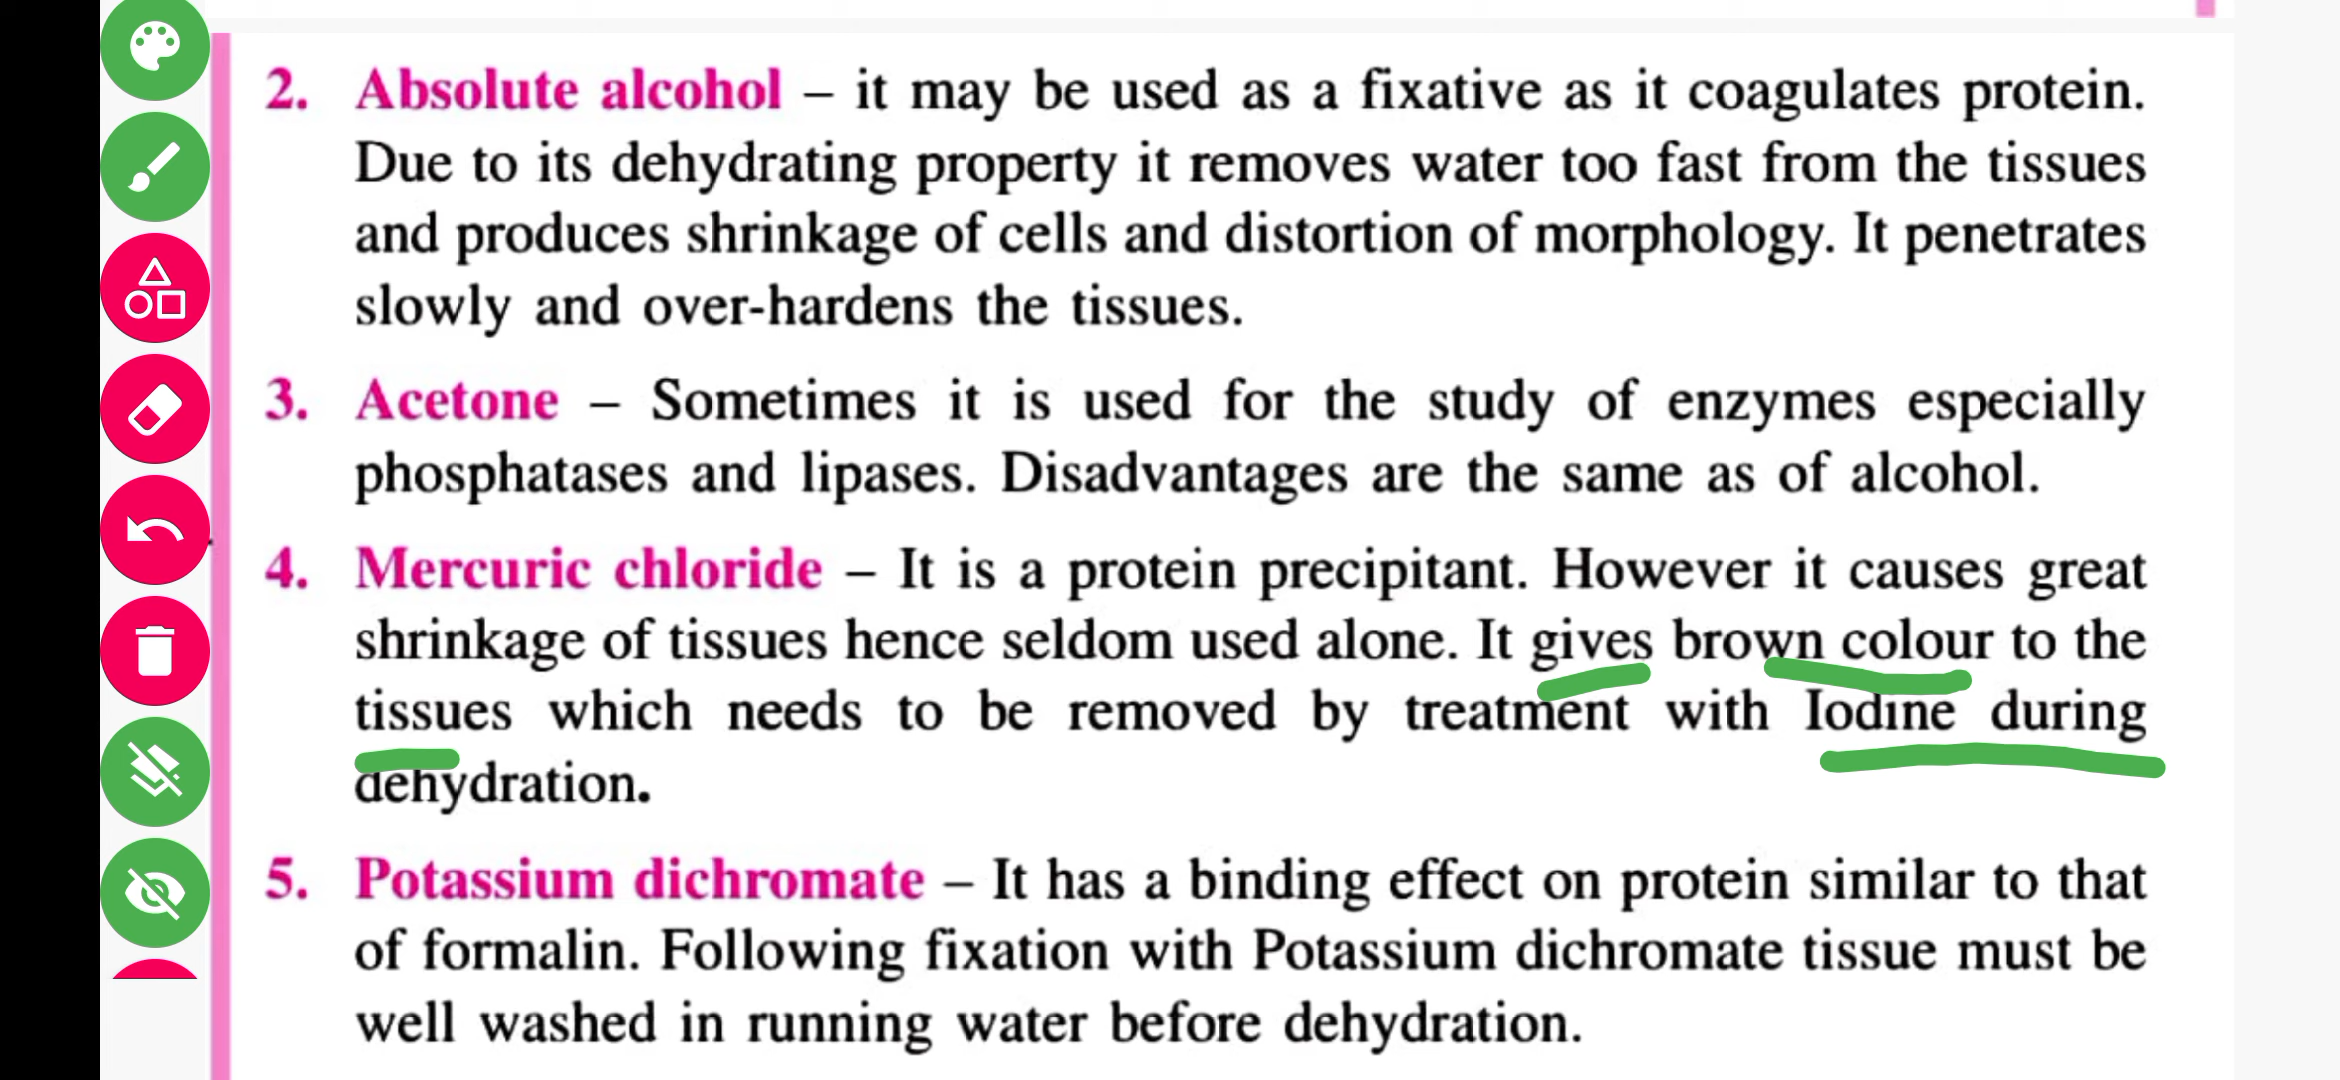 2. Absolute alcohol – it may be used as a fixative as it coagulates protein.
Due to its dehydrating property it removes water too fast from the tissues
and produces shrinkage of cells and distortion of morphology. It penetrates
slowly and over-hardens the tissues.
3. Acetone – Sometimes it is used for the study of enzymes especially
phosphatases and lipases. Disadvantages are the same as of alcohol.
4. Mercuric chloride – It is a protein precipitant. However it causes great
shrinkage of tissues hence seldom used alone. It gives brown colour to the
tissues which needs to be removed by treatment with Iodine during
dehydration.
5. Potassium dichromate – It has a binding effect on protein similar to that
of formalin. Following fixation with Potassium dichromate tissue must be
well washed in running water before dehydration.